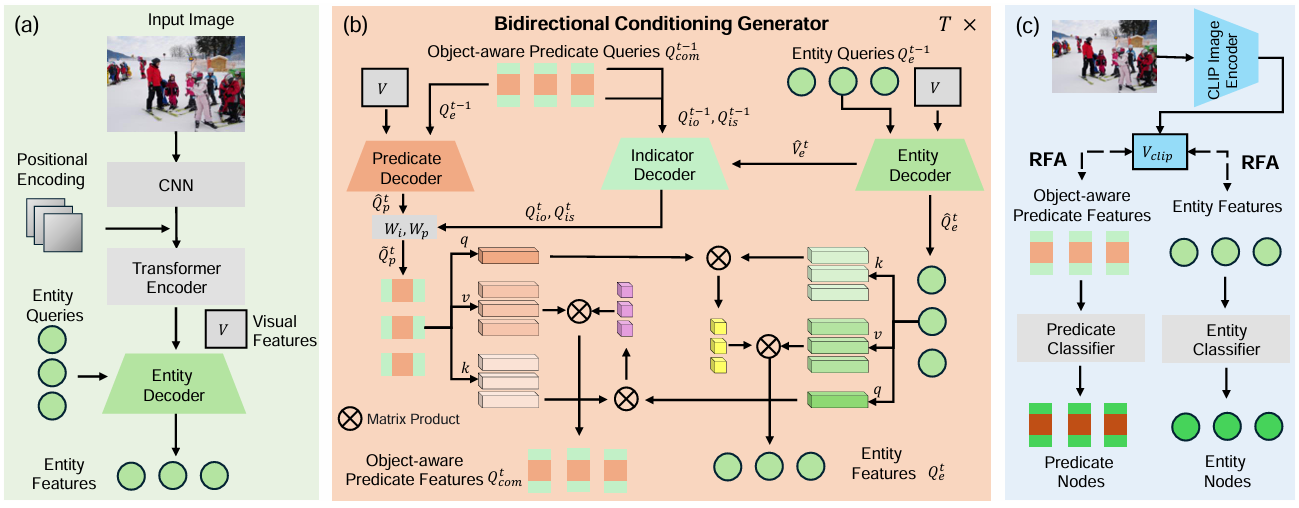 (a)
Input Image
Positional
Encoding
CNN
Transformer
Encoder
Entity
Queries
V
Visual
Features
Entity
Decoder
Entity
Features
(b)
Bidirectional Conditioning Generator
T ×
Object-aware Predicate Queries Q_{com}^{t-1}
Entity Queries Q_e^{t-1}
V
V
Q_e^{t-1}
Q_{io}^{t-1}, Q_{is}^{t-1}
Predicate
Decoder
Indicator
Decoder
V̂_e^t
Entity
Decoder
Q̂_p^t
Q_{io}^t, Q_{is}^t
Q̂_e^t
W_i, W_p
Q̃_p^t
q
k
v
v
k
q
Matrix Product
Object-aware
Predicate Features Q_{com}^t
Entity
Features Q_e^t
(c)
CLIP Image
Encoder
V_{clip}
RFA
RFA
Object-aware
Predicate Features
Entity Features
Predicate
Classifier
Entity
Classifier
Predicate
Nodes
Entity
Nodes